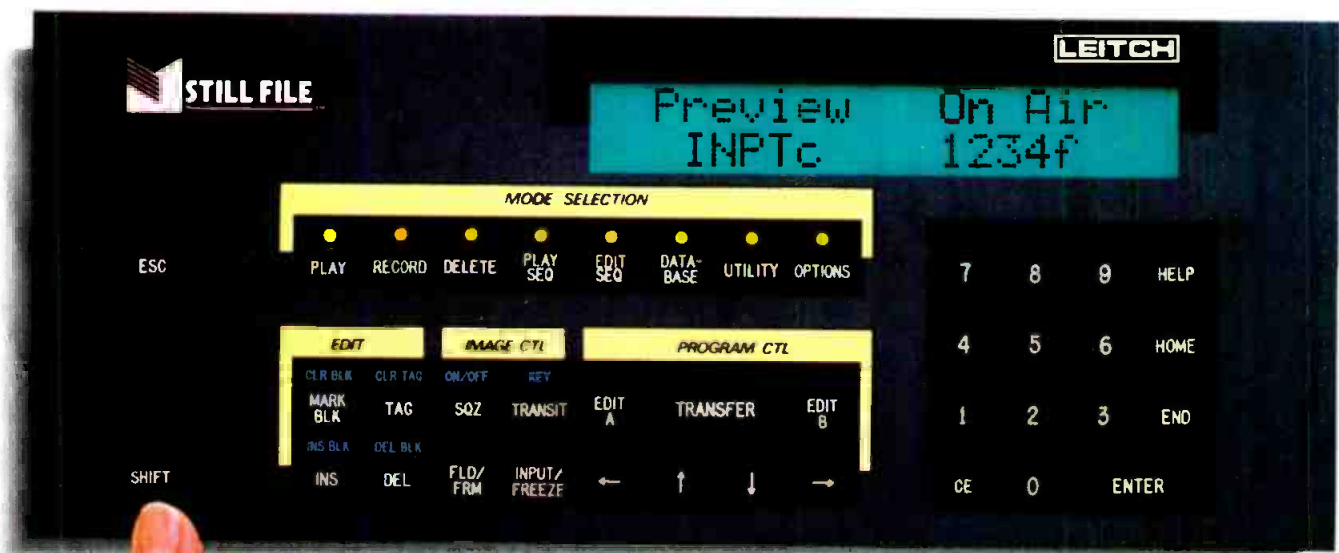 LEITCH
STILL FILE
Preview On Air
INPTc 1234f
MODE SELECTION
ESC
PLAY RECORD DELETE PLAY SEQ EDIT SEQ DATA-BASE UTILITY OPTIONS
7 8 9 HELP
EDIT IMAGE CTL PROGRAM CTL
4 5 6 HOME
CLR BLK CLR TAG ON/OFF KEY
MARK BLK TAG SQZ TRANSIT EDIT A TRANSFER EDIT B
1 2 3 END
INS BLK DEL BLK
SHIFT INS DEL FLD/FRM INPUT/FREEZE ← ↑ ↓ →
CE 0 ENTER